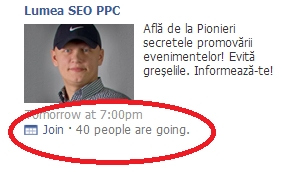 Lumea SEO PPC
Află de la Pionieri
secretele promovării
evenimentelor! Evită
greșelile. Informează-te!
Tomorrow at 7:00pm
Join · 40 people are going.